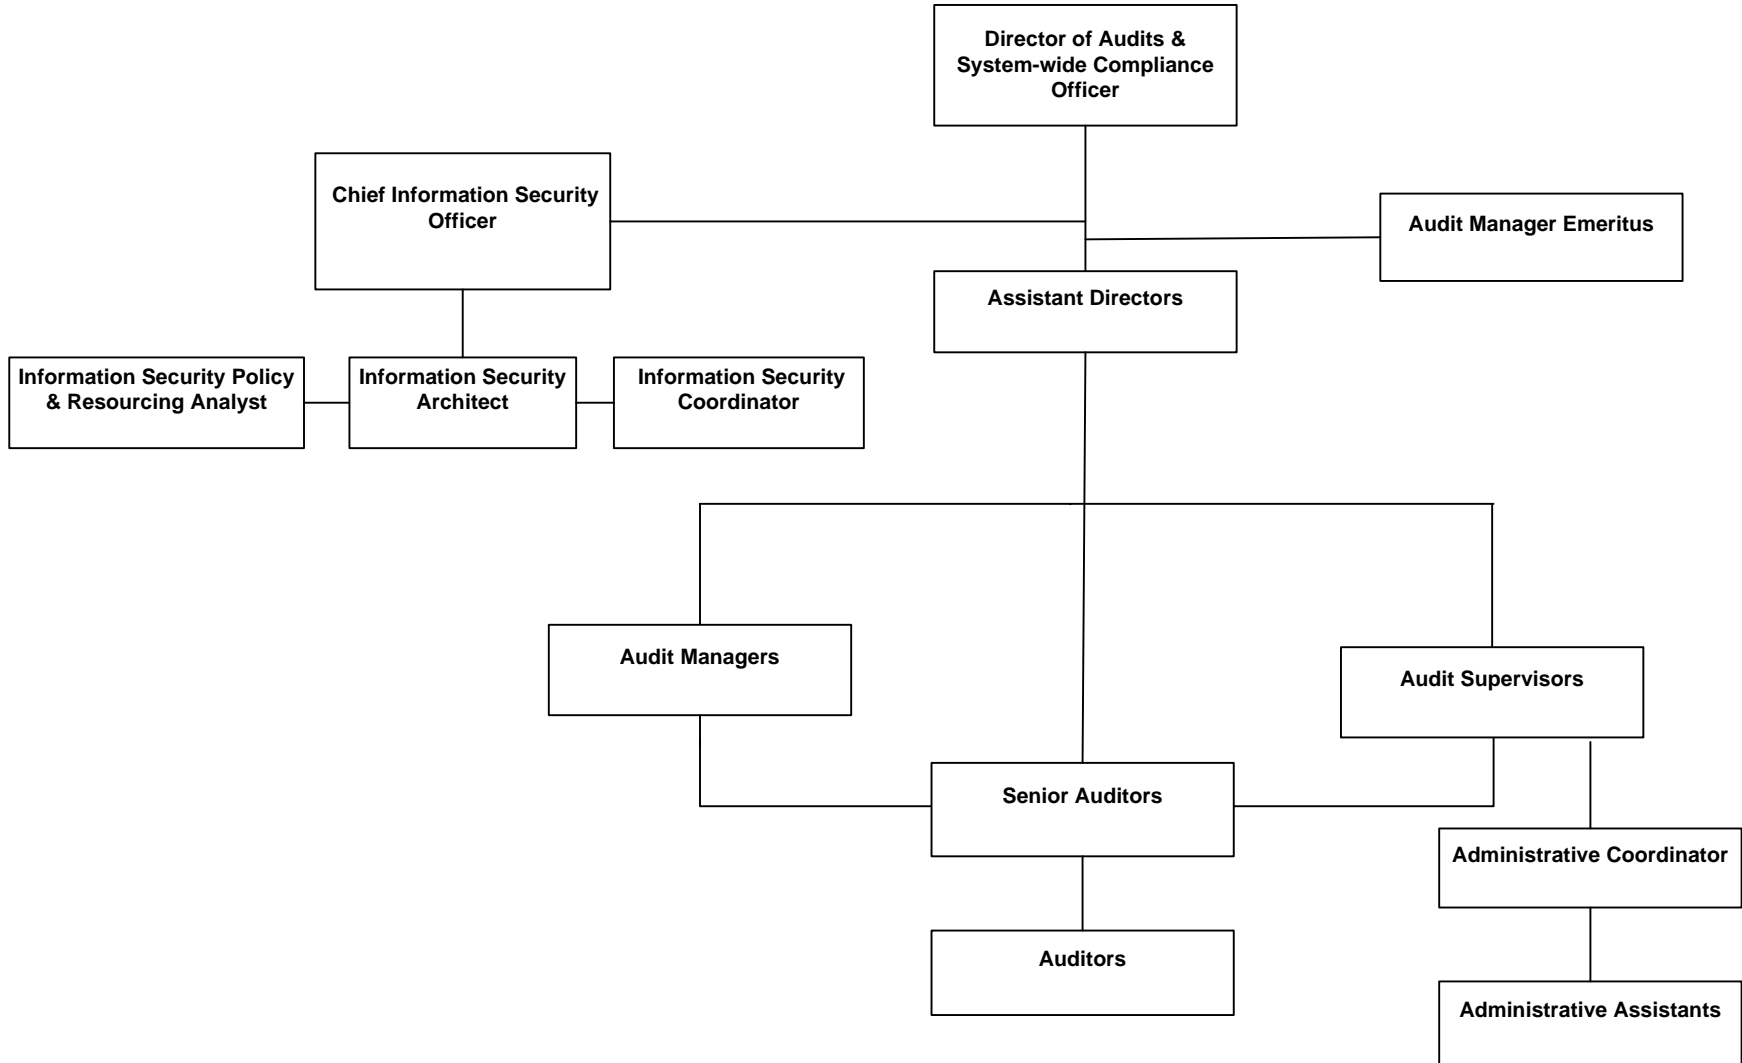 Director of Audits &
System-wide Compliance
Officer
Chief Information Security
Officer
Audit Manager Emeritus
Assistant Directors
Information Security Policy
& Resourcing Analyst
Information Security
Architect
Information Security
Coordinator
Audit Managers
Audit Supervisors
Senior Auditors
Administrative Coordinator
Auditors
Administrative Assistants